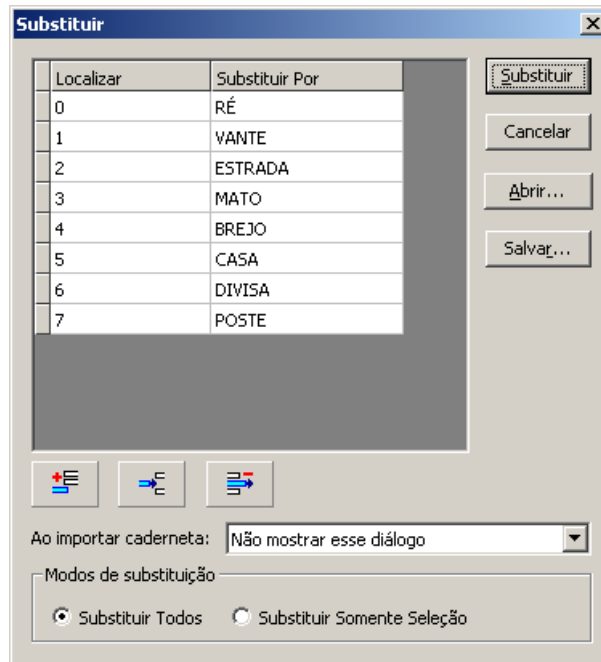 Substituir
Localizar Substituir Por
0 RÉ
1 VANTE
2 ESTRADA
3 MATO
4 BREJO
5 CASA
6 DIVISA
7 POSTE
Substituir
Cancelar
Abrir...
Salvar...
Ao importar caderneta: Não mostrar esse diálogo
Modos de substituição
Substituir Todos Substituir Somente Seleção